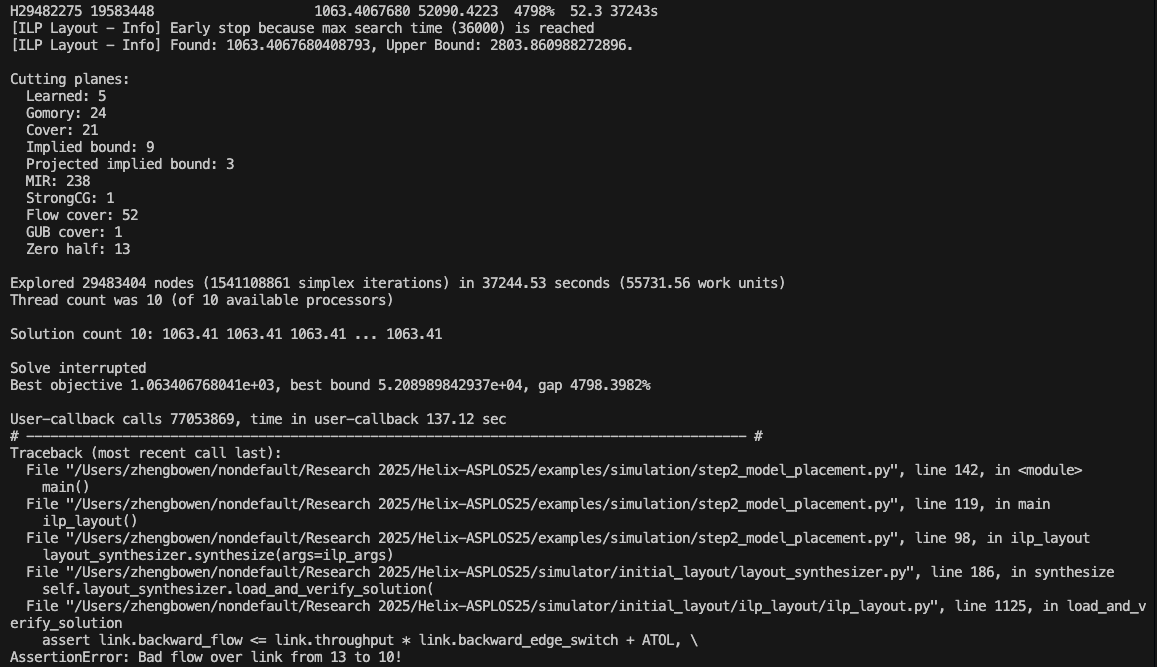 H29482275 19583448                    1063.4067680 52090.4223  4798%  52.3 37243s
[ILP Layout - Info] Early stop because max search time (36000) is reached
[ILP Layout - Info] Found: 1063.4067680408793, Upper Bound: 2803.860988272896.
Cutting planes:
  Learned: 5
  Gomory: 24
  Cover: 21
  Implied bound: 9
  Projected implied bound: 3
  MIR: 238
  StrongCG: 1
  Flow cover: 52
  GUB cover: 1
  Zero half: 13
Explored 29483404 nodes (1541108861 simplex iterations) in 37244.53 seconds (55731.56 work units)
Thread count was 10 (of 10 available processors)
Solution count 10: 1063.41 1063.41 1063.41 ... 1063.41
Solve interrupted
Best objective 1.063406768041e+03, best bound 5.208989842937e+04, gap 4798.3982%
User-callback calls 77053869, time in user-callback 137.12 sec
# ------------------------------------------------------------------------------------------ #
Traceback (most recent call last):
  File "/Users/zhengbowen/nondefault/Research 2025/Helix-ASPLOS25/examples/simulation/step2_model_placement.py", line 142, in <module>
    main()
  File "/Users/zhengbowen/nondefault/Research 2025/Helix-ASPLOS25/examples/simulation/step2_model_placement.py", line 119, in main
    ilp_layout()
  File "/Users/zhengbowen/nondefault/Research 2025/Helix-ASPLOS25/examples/simulation/step2_model_placement.py", line 98, in ilp_layout
    layout_synthesizer.synthesize(args=ilp_args)
  File "/Users/zhengbowen/nondefault/Research 2025/Helix-ASPLOS25/simulator/initial_layout/layout_synthesizer.py", line 186, in synthesize
    self.layout_synthesizer.load_and_verify_solution(
  File "/Users/zhengbowen/nondefault/Research 2025/Helix-ASPLOS25/simulator/initial_layout/ilp_layout/ilp_layout.py", line 1125, in load_and_v
erify_solution
    assert link.backward_flow <= link.throughput * link.backward_edge_switch + ATOL, \
AssertionError: Bad flow over link from 13 to 10!